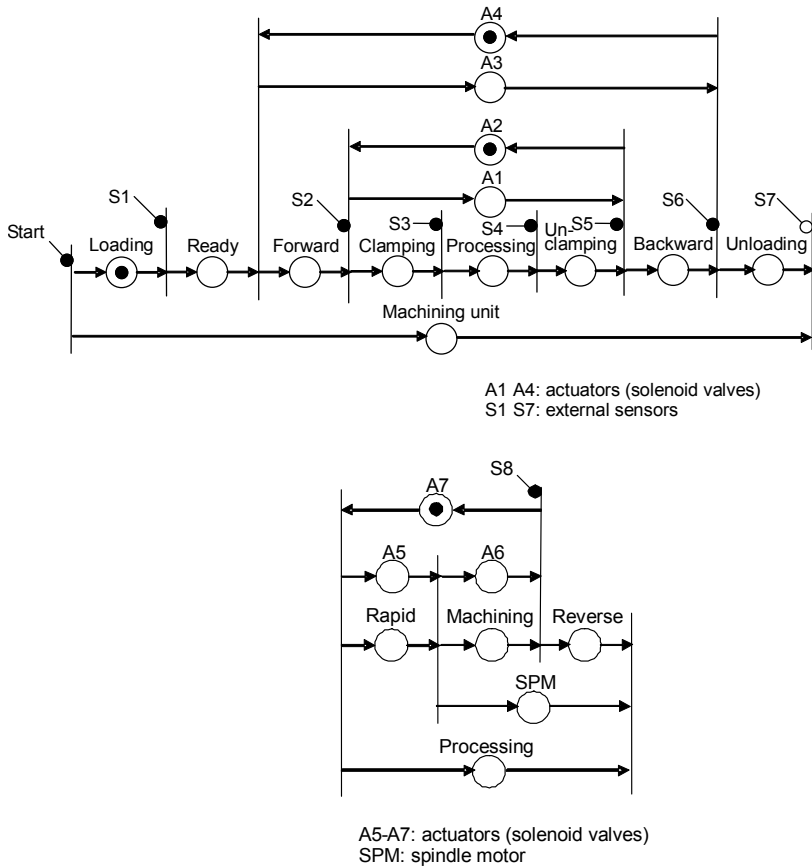 A4
A3
A2
A1
S1
S2
S3
S4
S5
S6
S7
Start
Loading
Ready
Forward
Clamping
Processing
Un-
clamping
Backward
Unloading
Machining unit
A1 A4: actuators (solenoid valves)
S1 S7: external sensors
S8
A7
A5
A6
Rapid
Machining
Reverse
SPM
Processing
A5-A7: actuators (solenoid valves)
SPM: spindle motor